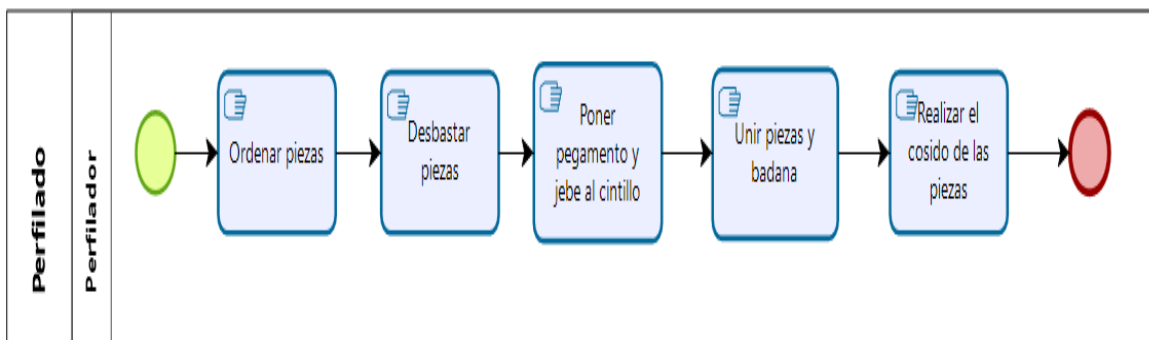 Perfilado
Perfilador
Ordenar piezas
Desbastar
piezas
Poner
pegamento y
jebe al cintillo
Unir piezas y
badana
Realizar el
cosido de las
piezas